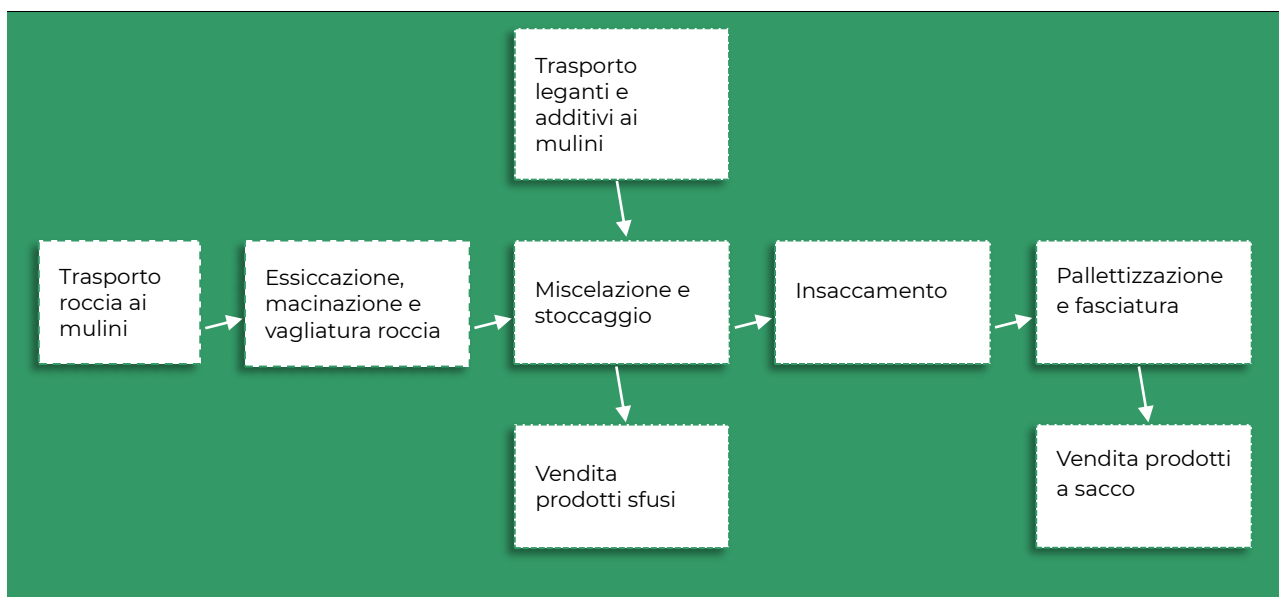 Trasporto
leganti e
additivi ai
mulini
Trasporto
roccia ai
mulini
Essiccazione,
macinazione e
vagliatura roccia
Miscelazione e
stoccaggio
Insaccamento
Pallettizzazione
e fasciatura
Vendita
prodotti sfusi
Vendita prodotti
a sacco